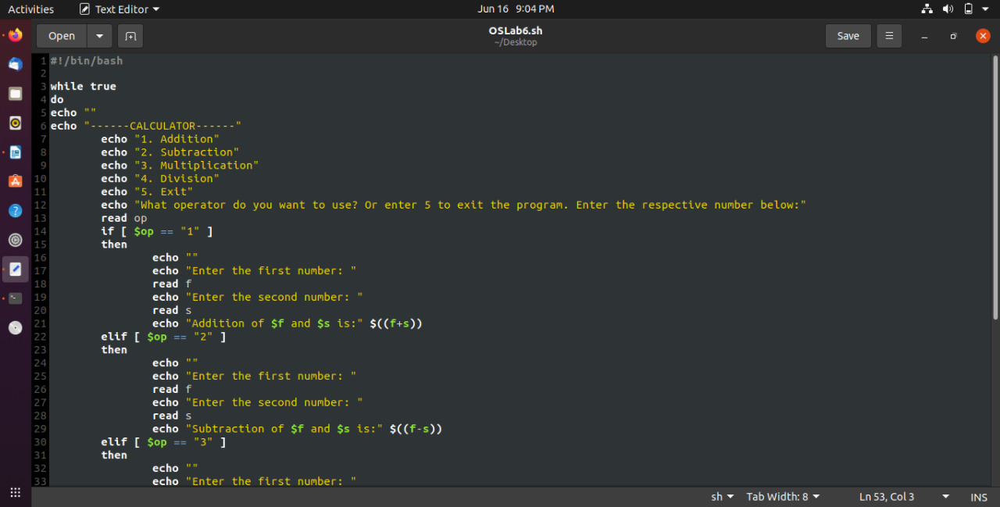 Activities Text Editor Jun 16 9:04 PM
Open OSLab6.sh Save
~/Desktop
1 #!/bin/bash
2
3 while true
4 do
5 echo ""
6 echo "------CALCULATOR------"
7 echo "1. Addition"
8 echo "2. Subtraction"
9 echo "3. Multiplication"
10 echo "4. Division"
11 echo "5. Exit"
12 echo "What operator do you want to use? Or enter 5 to exit the program. Enter the respective number below:"
13 read op
14 if [ $op == "1" ]
15 then
16 echo ""
17 echo "Enter the first number: "
18 read f
19 echo "Enter the second number: "
20 read s
21 echo "Addition of $f and $s is:" $((f+s))
22 elif [ $op == "2" ]
23 then
24 echo ""
25 echo "Enter the first number: "
26 read f
27 echo "Enter the second number: "
28 read s
29 echo "Subtraction of $f and $s is:" $((f-s))
30 elif [ $op == "3" ]
31 then
32 echo ""
33 echo "Enter the first number: "
sh Tab Width: 8 Ln 53, Col 3 INS